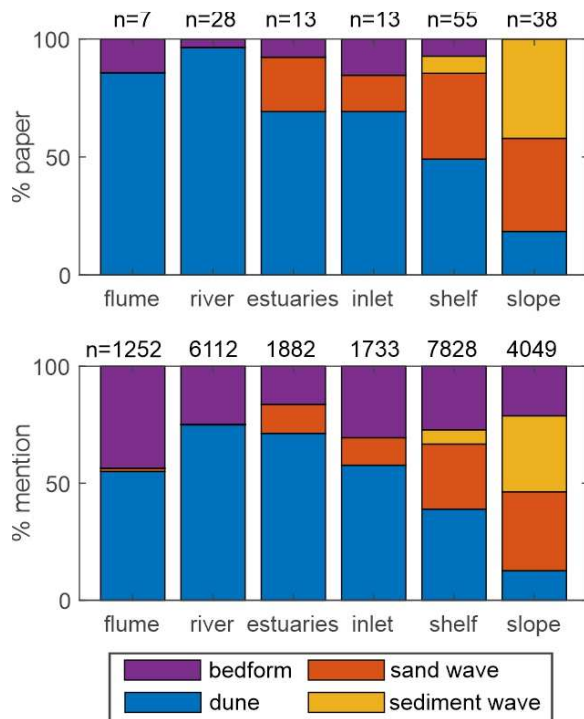 n=7 n=28 n=13 n=13 n=55 n=38
100
% paper
50
0
flume river estuaries inlet shelf slope
n=1252 6112 1882 1733 7828 4049
100
% mention
50
0
flume river estuaries inlet shelf slope
bedform sand wave
dune sediment wave